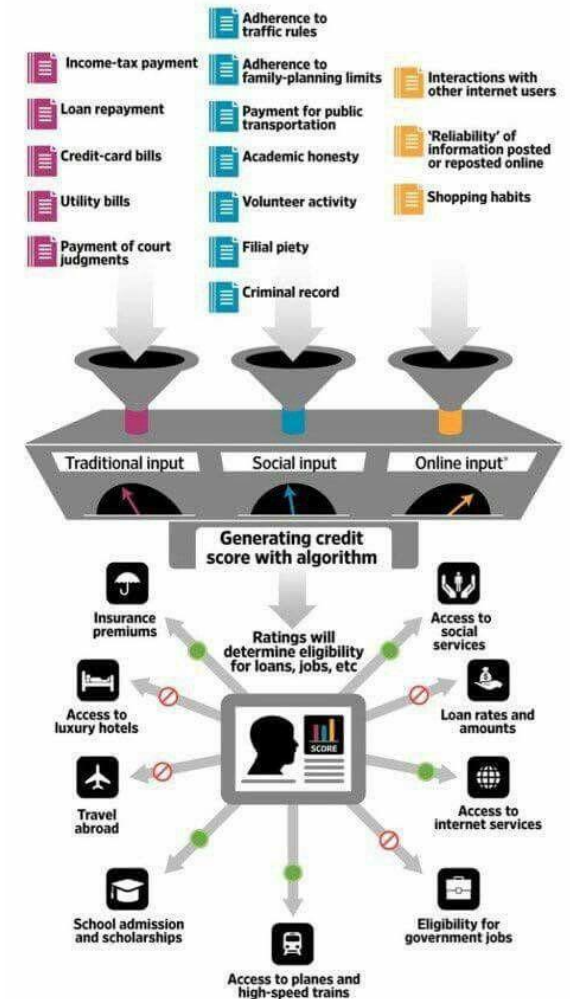 Income-tax payment
Loan repayment
Credit-card bills
Utility bills
Payment of court
judgments
Adherence to
traffic rules
Adherence to
family-planning limits
Payment for public
transportation
Academic honesty
Volunteer activity
Filial piety
Criminal record
Interactions with
other internet users
'Reliability' of
information posted
or reposted online
Shopping habits
Traditional input
Social input
Online input*
Generating credit
score with algorithm
Ratings will
determine eligibility
for loans, jobs, etc
Insurance
premiums
Access to
social
services
Access to
luxury hotels
SCORE
Loan rates and
amounts
Travel
abroad
Access to
internet services
School admission
and scholarships
Eligibility for
government jobs
Access to planes and
high-speed trains